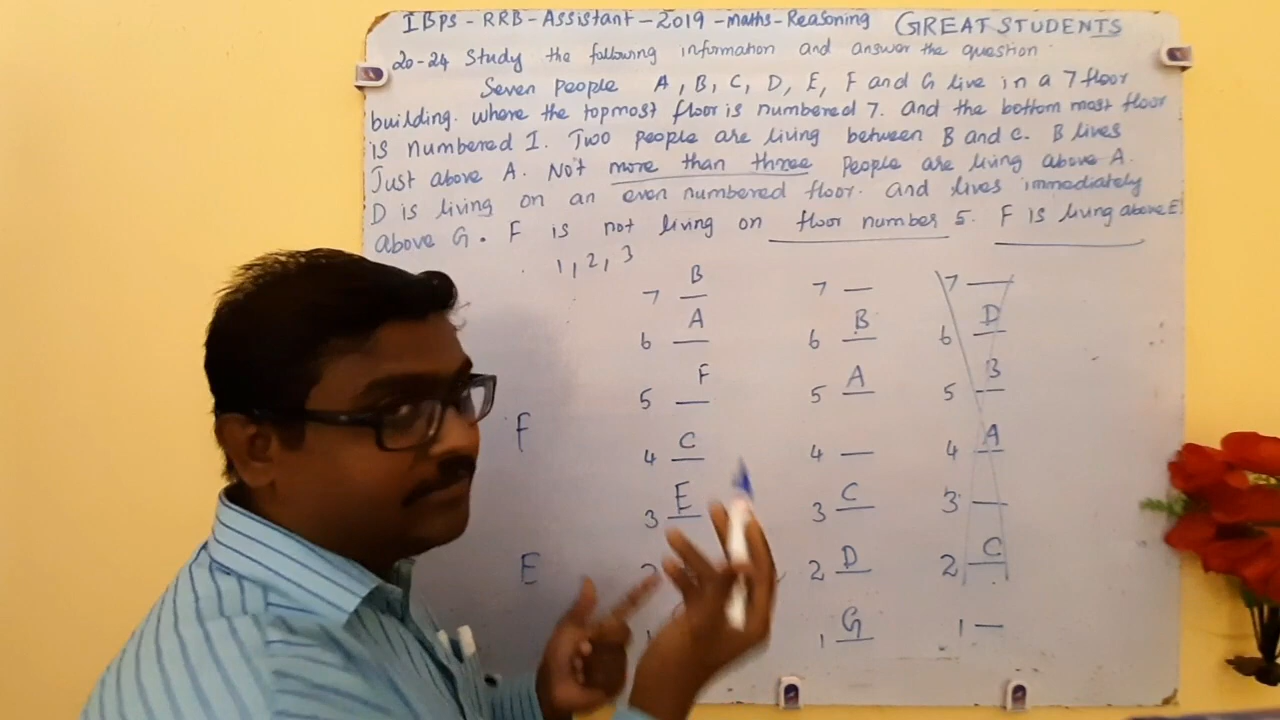 IBPS - RRB - Assistant - 2019 - maths - Reasoning GREAT STUDENTS
20-24 Study the following information and answer the question
Seven people A, B, C, D, E, F and G live in a 7 floor
building. where the topmost floor is numbered 7. and the bottom most floor
is numbered I. Two people are living between B and C. B lives
Just above A. Not more than three people are living above A.
D is living on an even numbered floor. and lives immediately
above G. F is not living on floor number 5. F is living above E
1, 2, 3
7 B 7 7
6 A 6 B 6 D
5 F 5 A 5 B
F
4 C 4 4 A
3 E 3 C 3
E 2 2 D 2 C
1 1 G 1